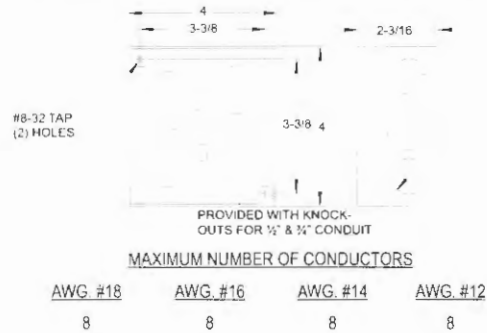 4
3-3/8
2-3/16
#8-32 TAP
(2) HOLES
3-3/8 4
PROVIDED WITH KNOCK-
OUTS FOR ½" & ¾" CONDUIT
MAXIMUM NUMBER OF CONDUCTORS
AWG. #18 AWG. #16 AWG. #14 AWG. #12
8 8 8 8